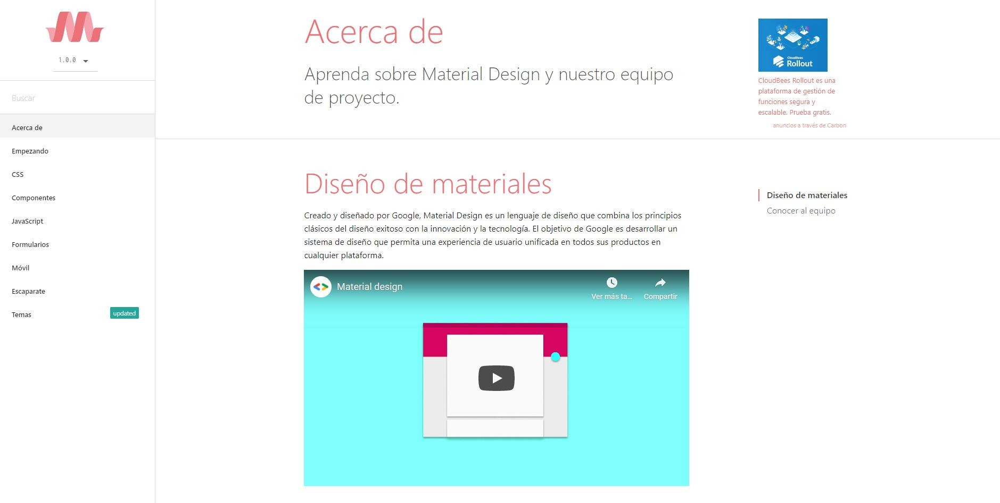 1.0.0
Buscar
Acerca de
Empezando
CSS
Componentes
JavaScript
Formularios
Móvil
Escaparate
Temas
updated
Acerca de
Aprenda sobre Material Design y nuestro equipo
de proyecto.
CloudBees
Rollout
CloudBees Rollout es una
plataforma de gestión de
funciones segura y
escalable. Prueba gratis.
anuncios a través de Carbon
Diseño de materiales
Creado y diseñado por Google, Material Design es un lenguaje de diseño que combina los principios
clásicos del diseño exitoso con la innovación y la tecnología. El objetivo de Google es desarrollar un
sistema de diseño que permita una experiencia de usuario unificada en todos sus productos en
cualquier plataforma.
Material design
Ver más ta...
Compartir
Diseño de materiales
Conocer al equipo